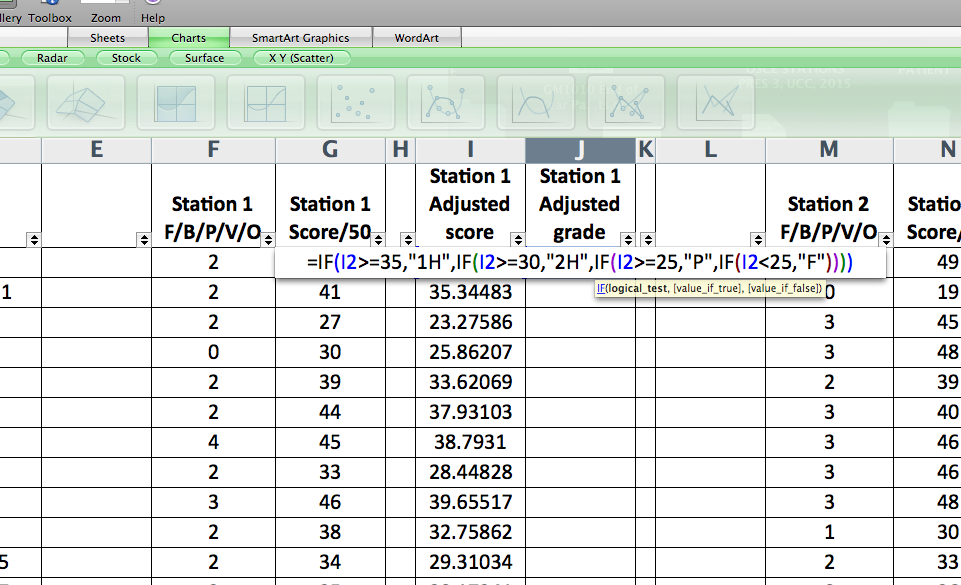 llery Toolbox Zoom Help
Sheets Charts SmartArt Graphics WordArt
Radar Stock Surface X Y (Scatter)
E F G H I J K L M N
Station 1 F/B/P/V/O
Station 1 Score/50
Station 1 Adjusted score
Station 1 Adjusted grade
Station 2 F/B/P/V/O
Statio Score/
2 =IF(I2>=35,"1H",IF(I2>=30,"2H",IF(I2>=25,"P",IF(I2<25,"F")))) 49
IF(logical_test, [value_if_true], [value_if_false])
1 2 41 35.34483 0 19
2 27 23.27586 3 45
0 30 25.86207 3 48
2 39 33.62069 2 39
2 44 37.93103 3 40
4 45 38.7931 3 46
2 33 28.44828 3 46
3 46 39.65517 3 48
2 38 32.75862 1 30
5 2 34 29.31034 2 33